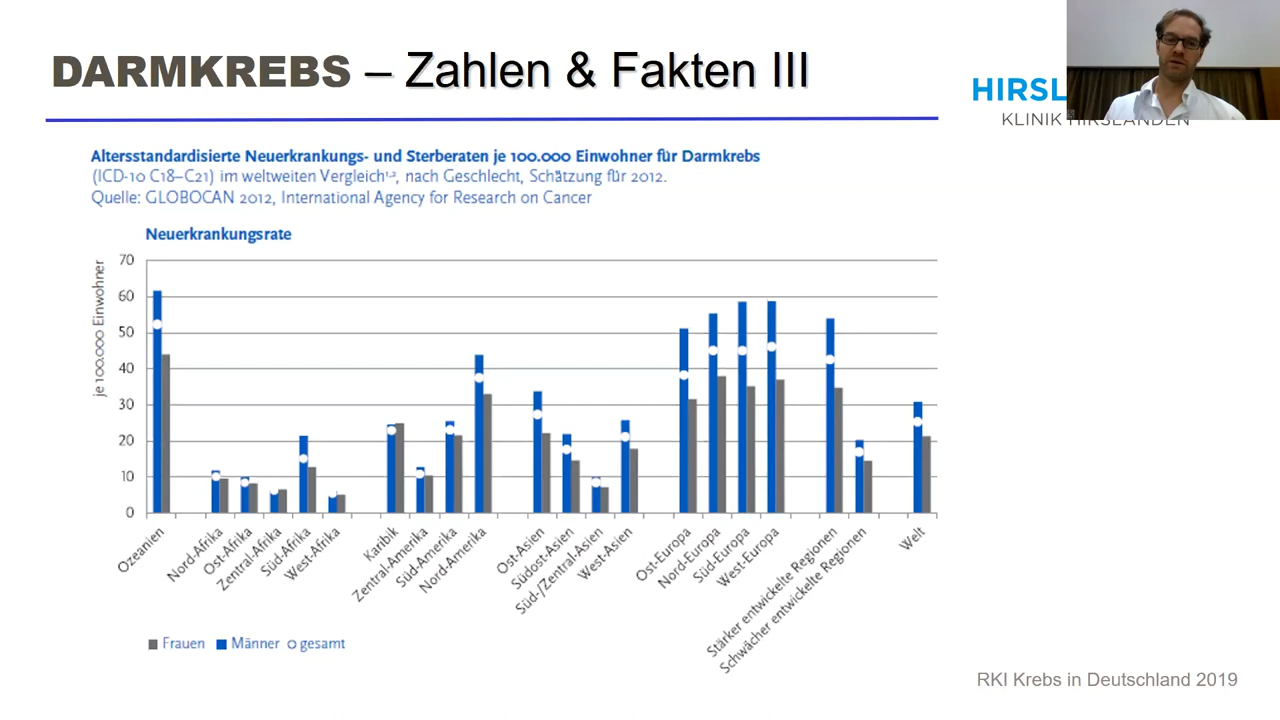 DARMKREBS – Zahlen & Fakten III
HIRSL
KLINIK HIRSLANDEN
Altersstandardisierte Neuerkrankungs- und Sterberaten je 100.000 Einwohner für Darmkrebs
(ICD-10 C18–C21) im weltweiten Vergleich¹,², nach Geschlecht, Schätzung für 2012.
Quelle: GLOBOCAN 2012, International Agency for Research on Cancer
Neuerkrankungsrate
je 100.000 Einwohner
70
60
50
40
30
20
10
0
Ozeanien
Nord-Afrika
Ost-Afrika
Zentral-Afrika
Süd-Afrika
West-Afrika
Karibik
Zentral-Amerika
Süd-Amerika
Nord-Amerika
Ost-Asien
Südost-Asien
Süd-/Zentral-Asien
West-Asien
Ost-Europa
Nord-Europa
Süd-Europa
West-Europa
Stärker entwickelte Regionen
Schwächer entwickelte Regionen
Welt
Frauen Männer gesamt
RKI Krebs in Deutschland 2019